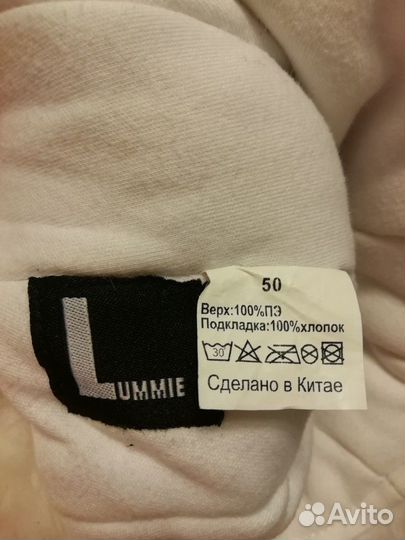 50
Верх:100%ПЭ
Подкладка:100%хлопок
30
Сделано в Китае
LUMMIE
Avito